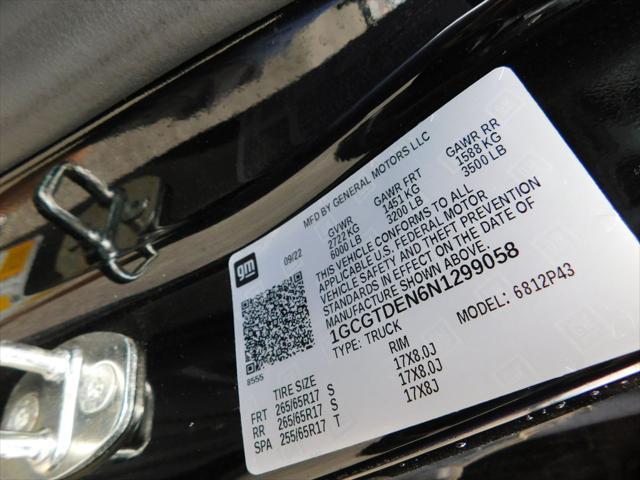 gm
09/22
MFD BY GENERAL MOTORS LLC
GVWR GAWR FRT GAWR RR
2722 KG 1451 KG 1588 KG
6000 LB 3200 LB 3500 LB
THIS VEHICLE CONFORMS TO ALL
APPLICABLE U.S. FEDERAL MOTOR
VEHICLE SAFETY AND THEFT PREVENTION
STANDARDS IN EFFECT ON THE DATE OF
MANUFACTURE SHOWN ABOVE.
1GCGTDEN6N1299058
TYPE: TRUCK MODEL: 6812P43
8555
TIRE SIZE RIM
FRT 265/65R17 S 17X8.0J
RR 265/65R17 S 17X8.0J
SPA 255/65R17 T 17X8J